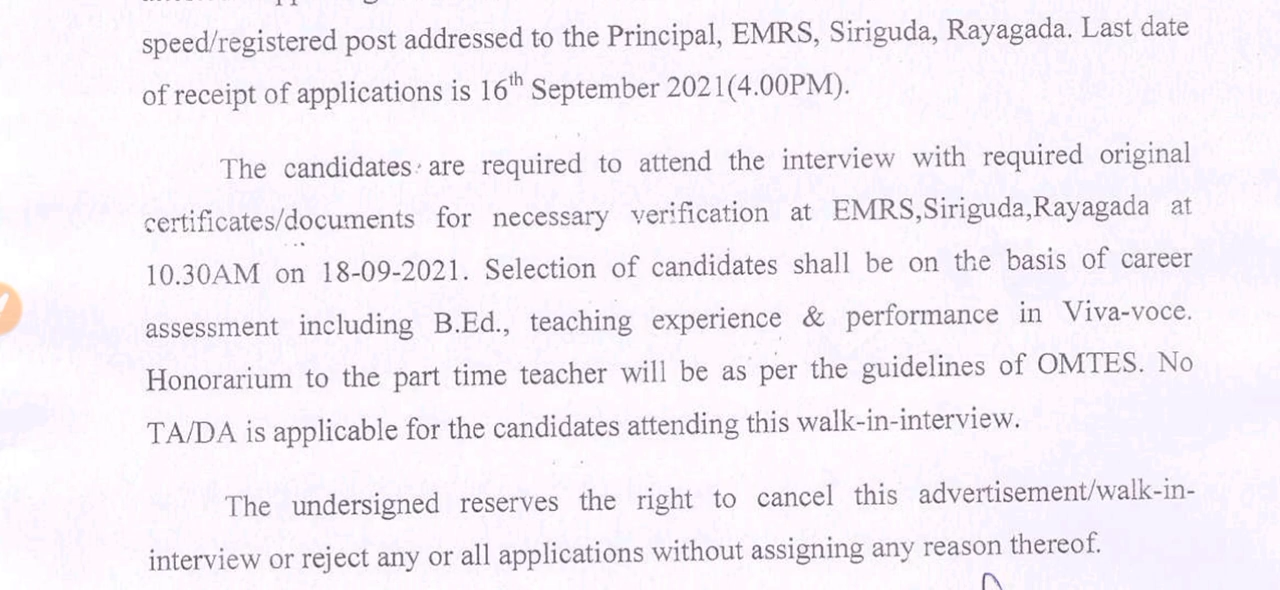 speed/registered post addressed to the Principal, EMRS, Siriguda, Rayagada. Last date
of receipt of applications is 16th September 2021(4.00PM).
The candidates are required to attend the interview with required original
certificates/documents for necessary verification at EMRS,Siriguda,Rayagada at
10.30AM on 18-09-2021. Selection of candidates shall be on the basis of career
assessment including B.Ed., teaching experience & performance in Viva-voce.
Honorarium to the part time teacher will be as per the guidelines of OMTES. No
TA/DA is applicable for the candidates attending this walk-in-interview.
The undersigned reserves the right to cancel this advertisement/walk-in-
interview or reject any or all applications without assigning any reason thereof.